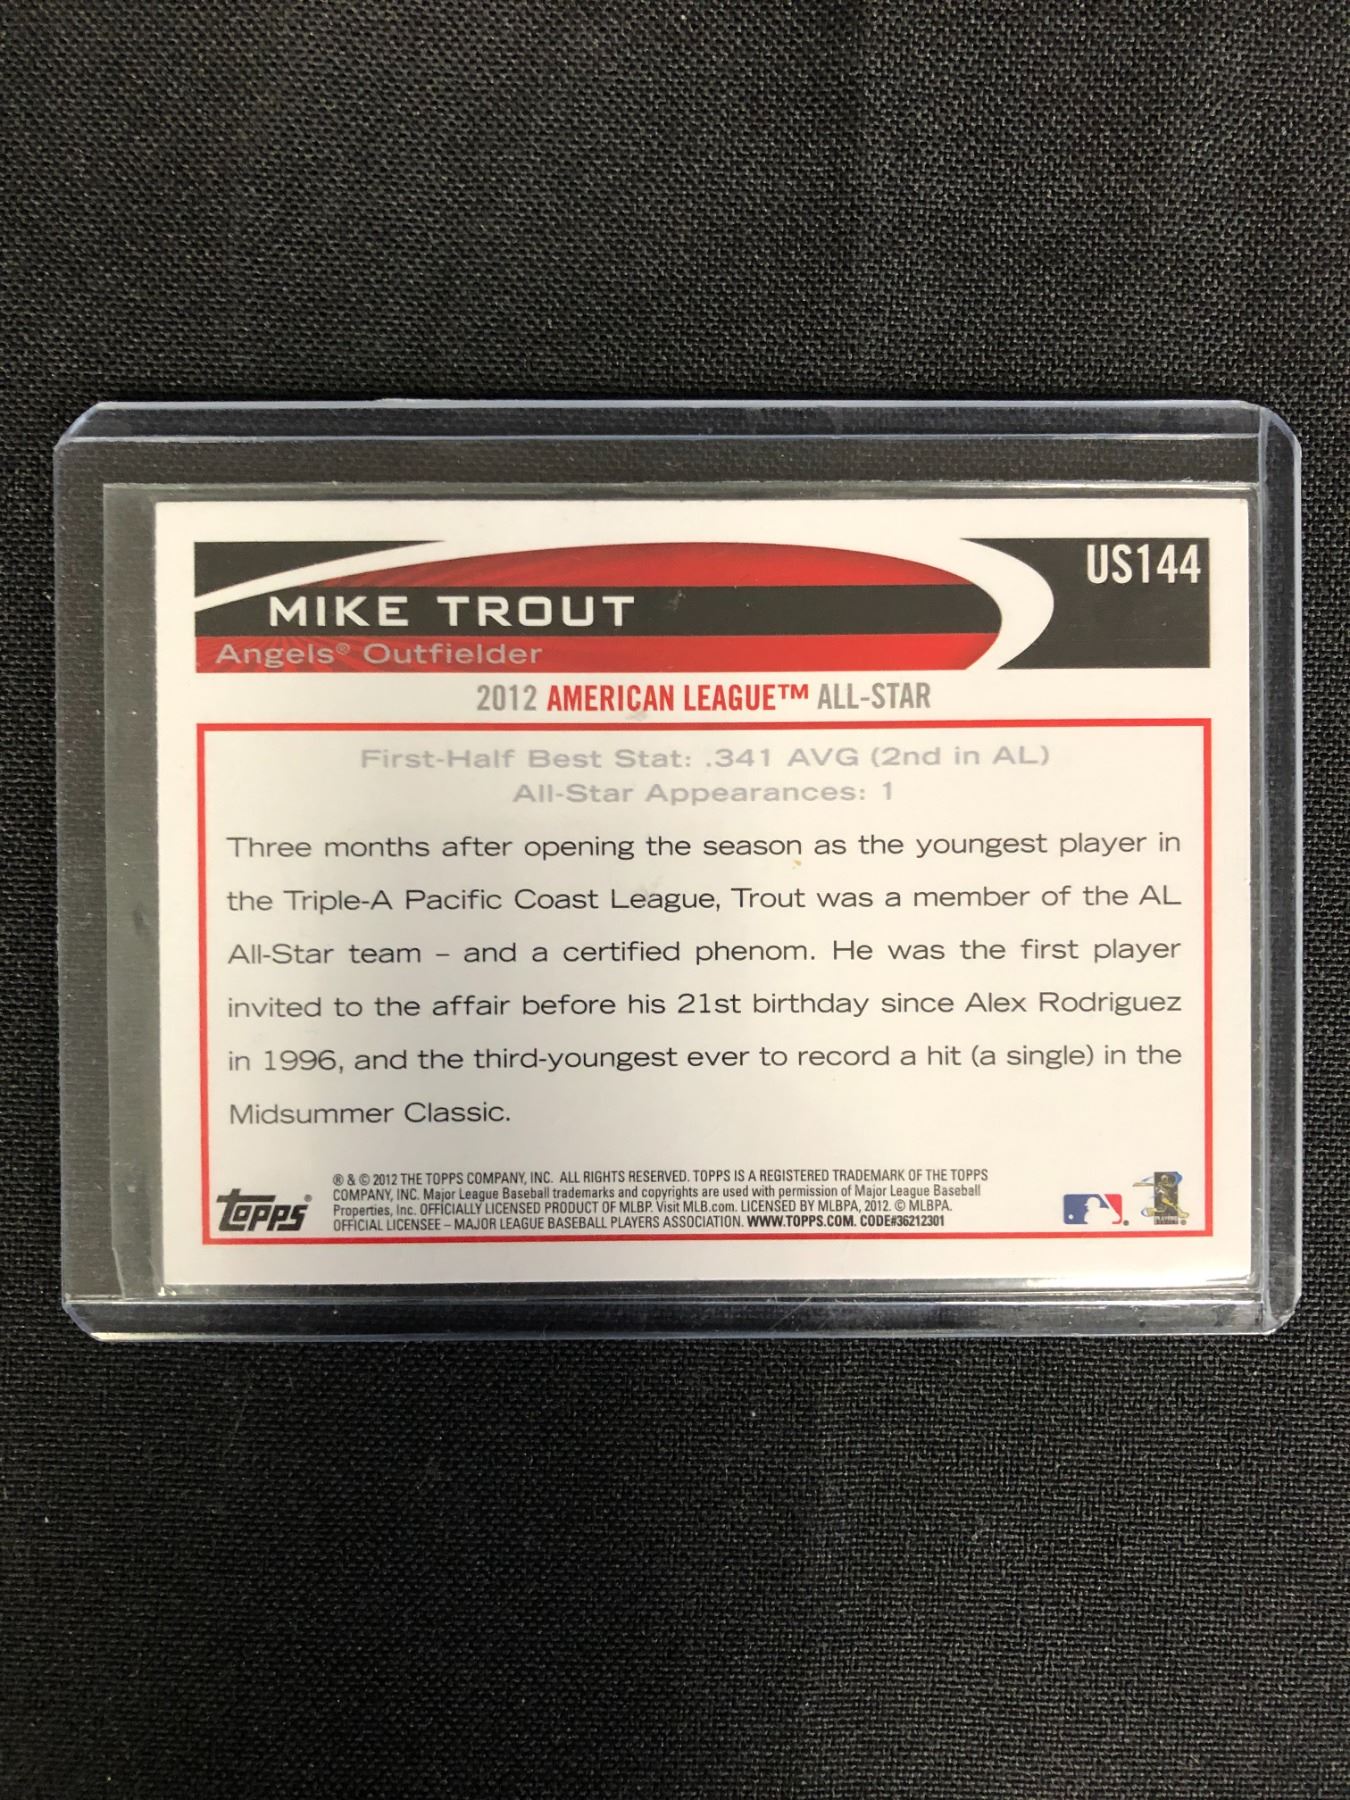 US144
MIKE TROUT
Angels® Outfielder
2012 AMERICAN LEAGUE™ ALL-STAR
First-Half Best Stat: .341 AVG (2nd in AL)
All-Star Appearances: 1
Three months after opening the season as the youngest player in
the Triple-A Pacific Coast League, Trout was a member of the AL
All-Star team – and a certified phenom. He was the first player
invited to the affair before his 21st birthday since Alex Rodriguez
in 1996, and the third-youngest ever to record a hit (a single) in the
Midsummer Classic.
topps®
® & © 2012 THE TOPPS COMPANY, INC. ALL RIGHTS RESERVED. TOPPS IS A REGISTERED TRADEMARK OF THE TOPPS
COMPANY, INC. Major League Baseball trademarks and copyrights are used with permission of Major League Baseball
Properties, Inc. OFFICIALLY LICENSED PRODUCT OF MLBP. Visit MLB.com. LICENSED BY MLBPA, 2012. © MLBPA.
OFFICIAL LICENSEE – MAJOR LEAGUE BASEBALL PLAYERS ASSOCIATION. WWW.TOPPS.COM. CODE#36212301